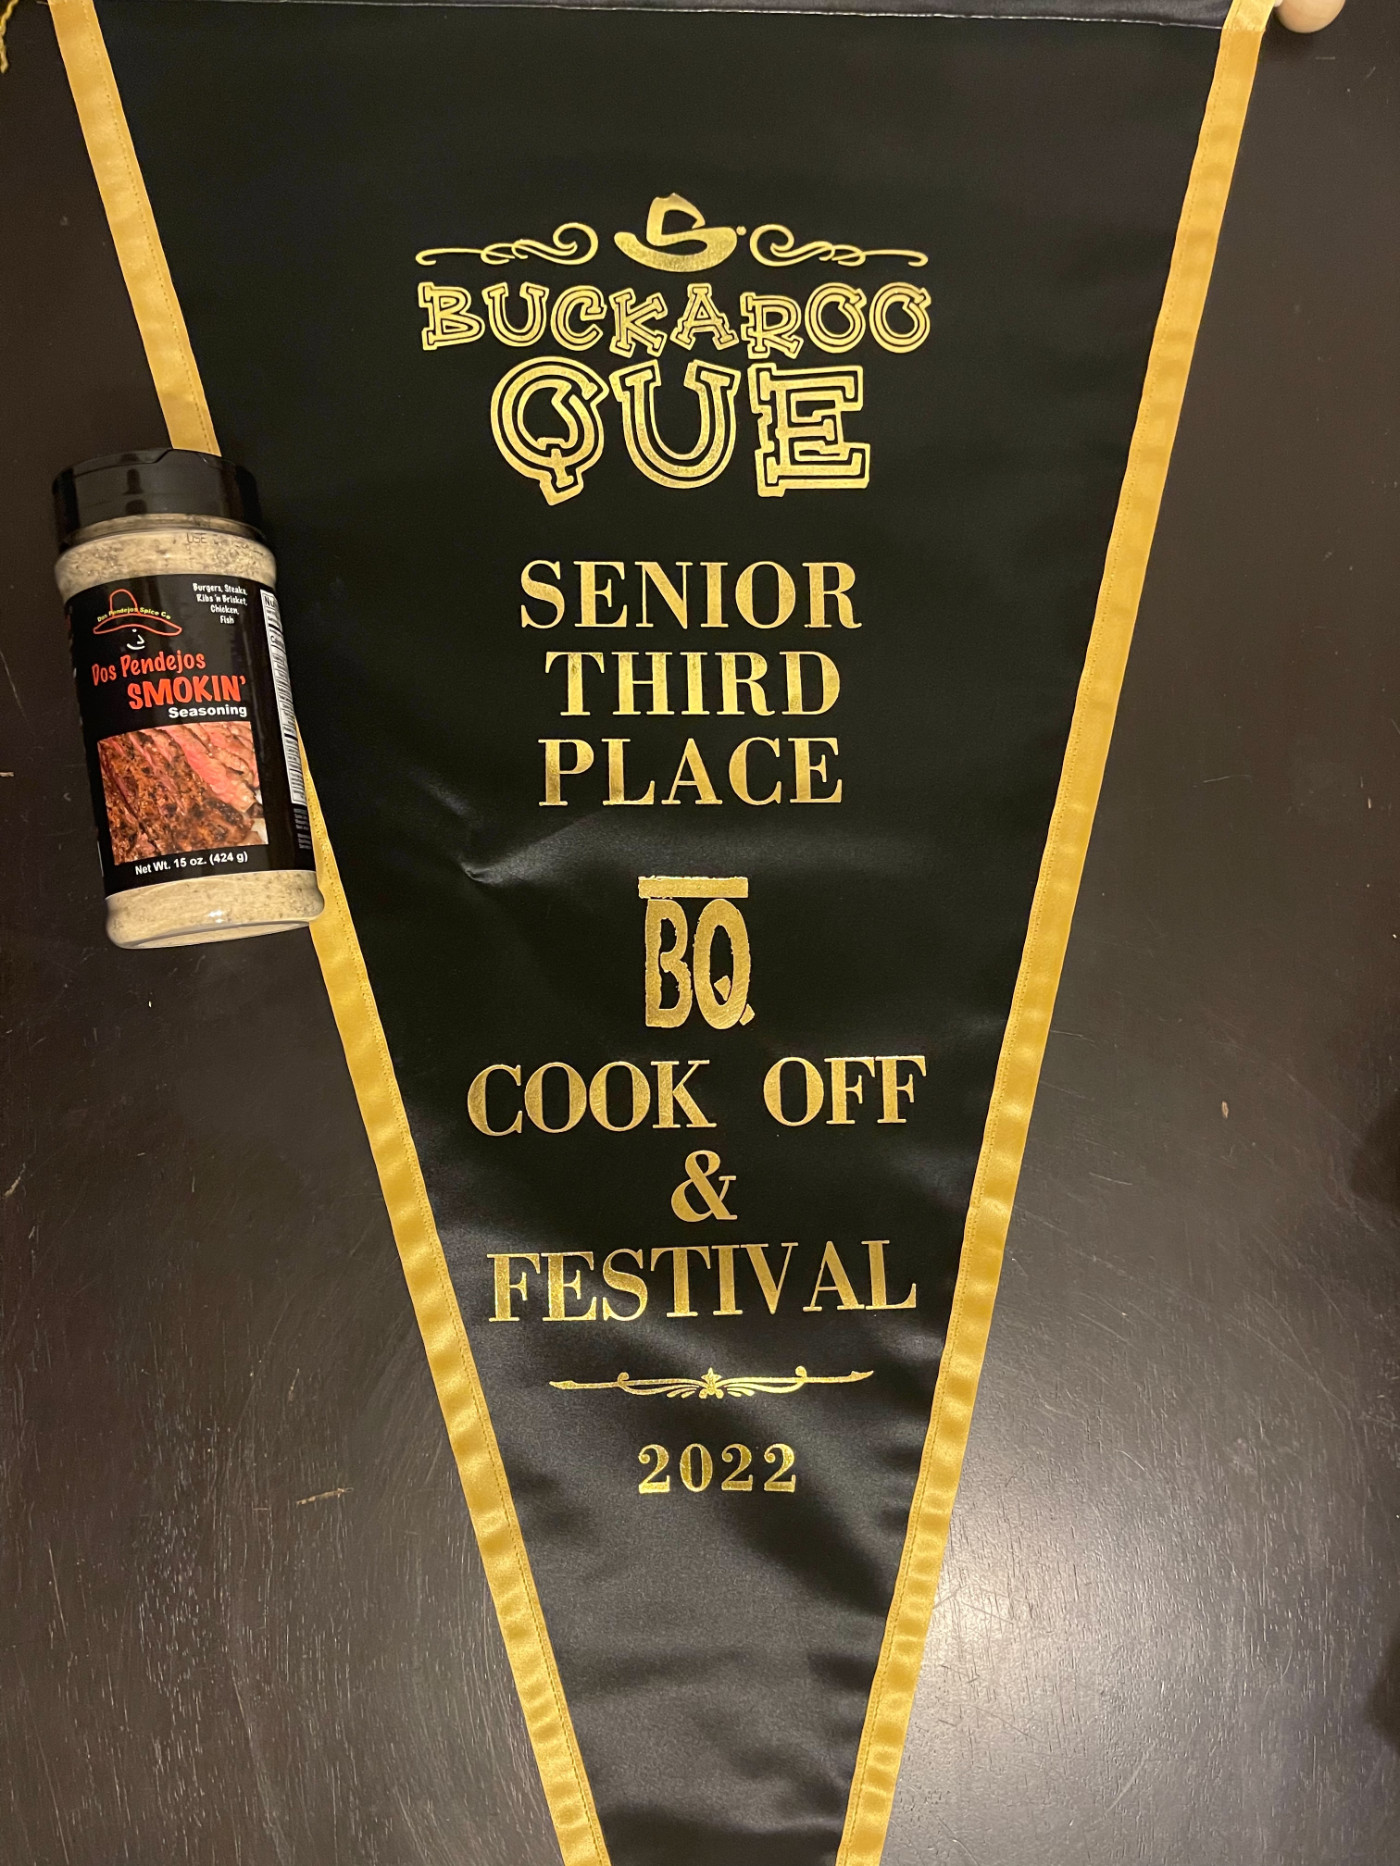 BUCKAROO
QUE
SENIOR
THIRD
PLACE
BQ
COOK OFF
&
FESTIVAL
2022
USE
Burgers, Steaks,
Ribs 'n Brisket,
Chicken,
Fish
Dos Pendejos Spice Co
Dos Pendejos
SMOKIN'
Seasoning
Net Wt. 15 oz. (424 g)